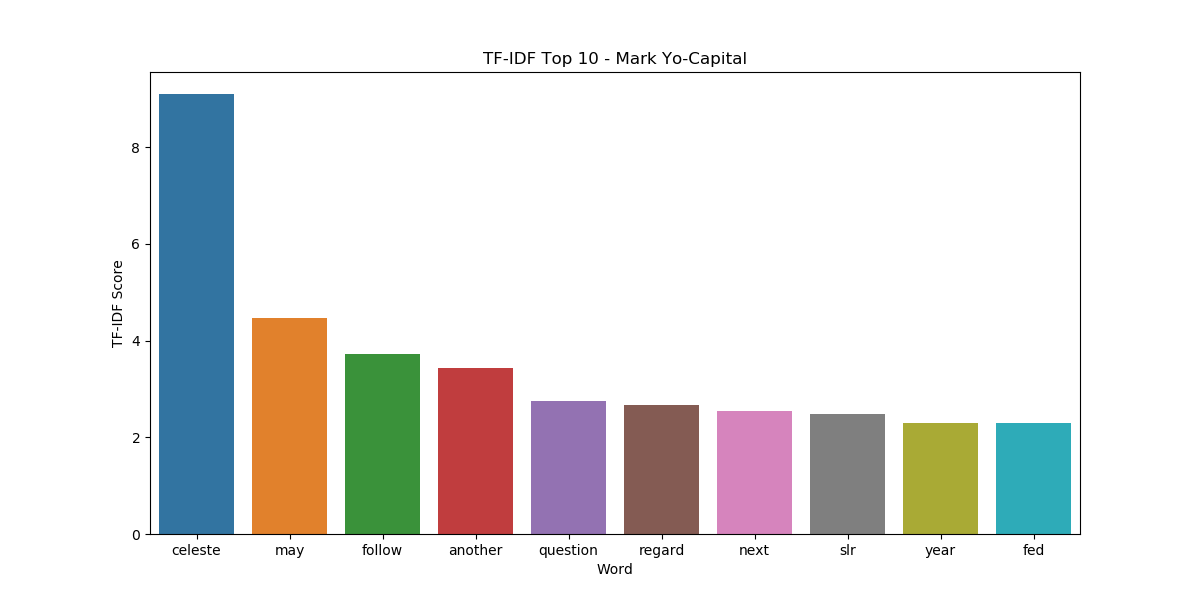 TF-IDF Top 10 - Mark Yo-Capital
TF-IDF Score
8
6
4
2
0
celeste may follow another question regard next slr year fed
Word